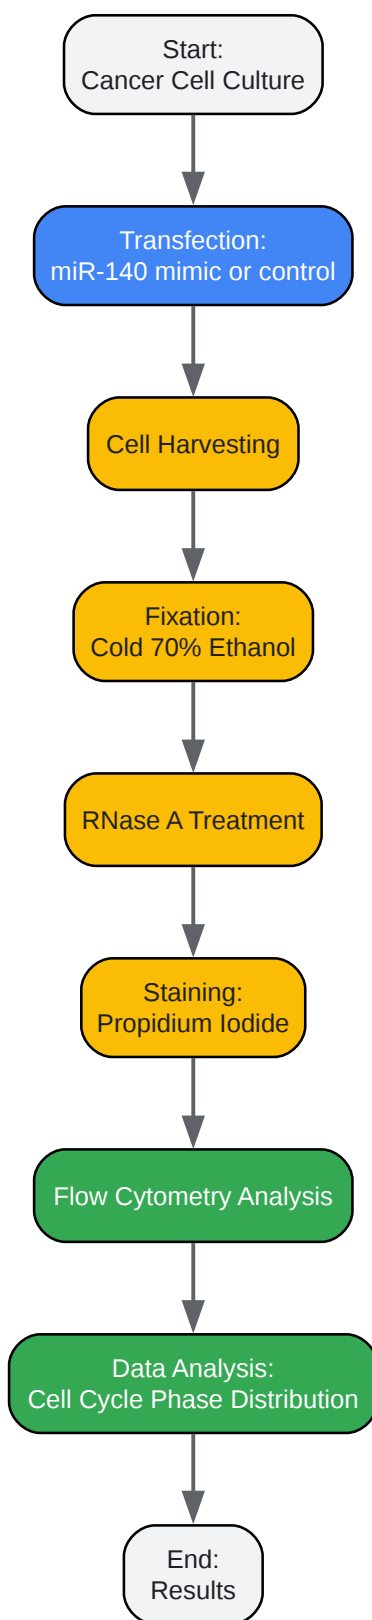 Start:
Cancer Cell Culture
Transfection:
miR-140 mimic or control
Cell Harvesting
Fixation:
Cold 70% Ethanol
RNase A Treatment
Staining:
Propidium Iodide
Flow Cytometry Analysis
Data Analysis:
Cell Cycle Phase Distribution
End:
Results